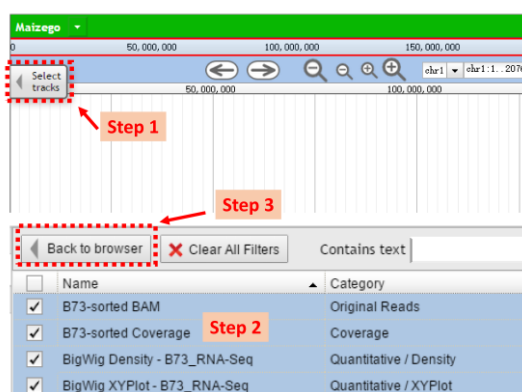 Maizego
0 50,000,000 100,000,000 150,000,000
Select
tracks
chr1 chr1:1..2076
50,000,000 100,000,000
Step 1
Step 3
Back to browser Clear All Filters Contains text
Name Category
B73-sorted BAM Original Reads
B73-sorted Coverage Coverage
Step 2
BigWig Density - B73_RNA-Seq Quantitative / Density
BigWig XYPlot - B73_RNA-Seq Quantitative / XYPlot